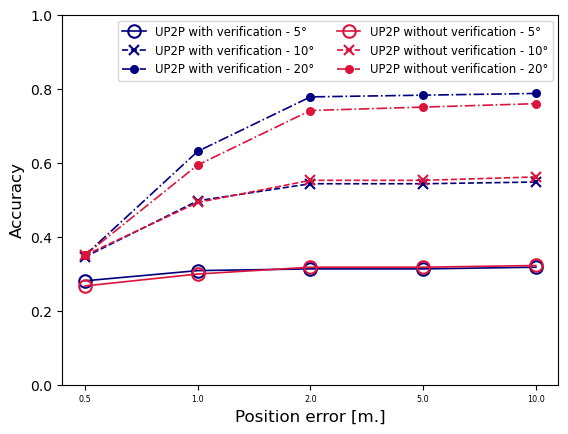 UP2P with verification - 5°
UP2P with verification - 10°
UP2P with verification - 20°
UP2P without verification - 5°
UP2P without verification - 10°
UP2P without verification - 20°
1.0
0.8
0.6
0.4
0.2
0.0
Accuracy
0.5 1.0 2.0 5.0 10.0
Position error [m.]